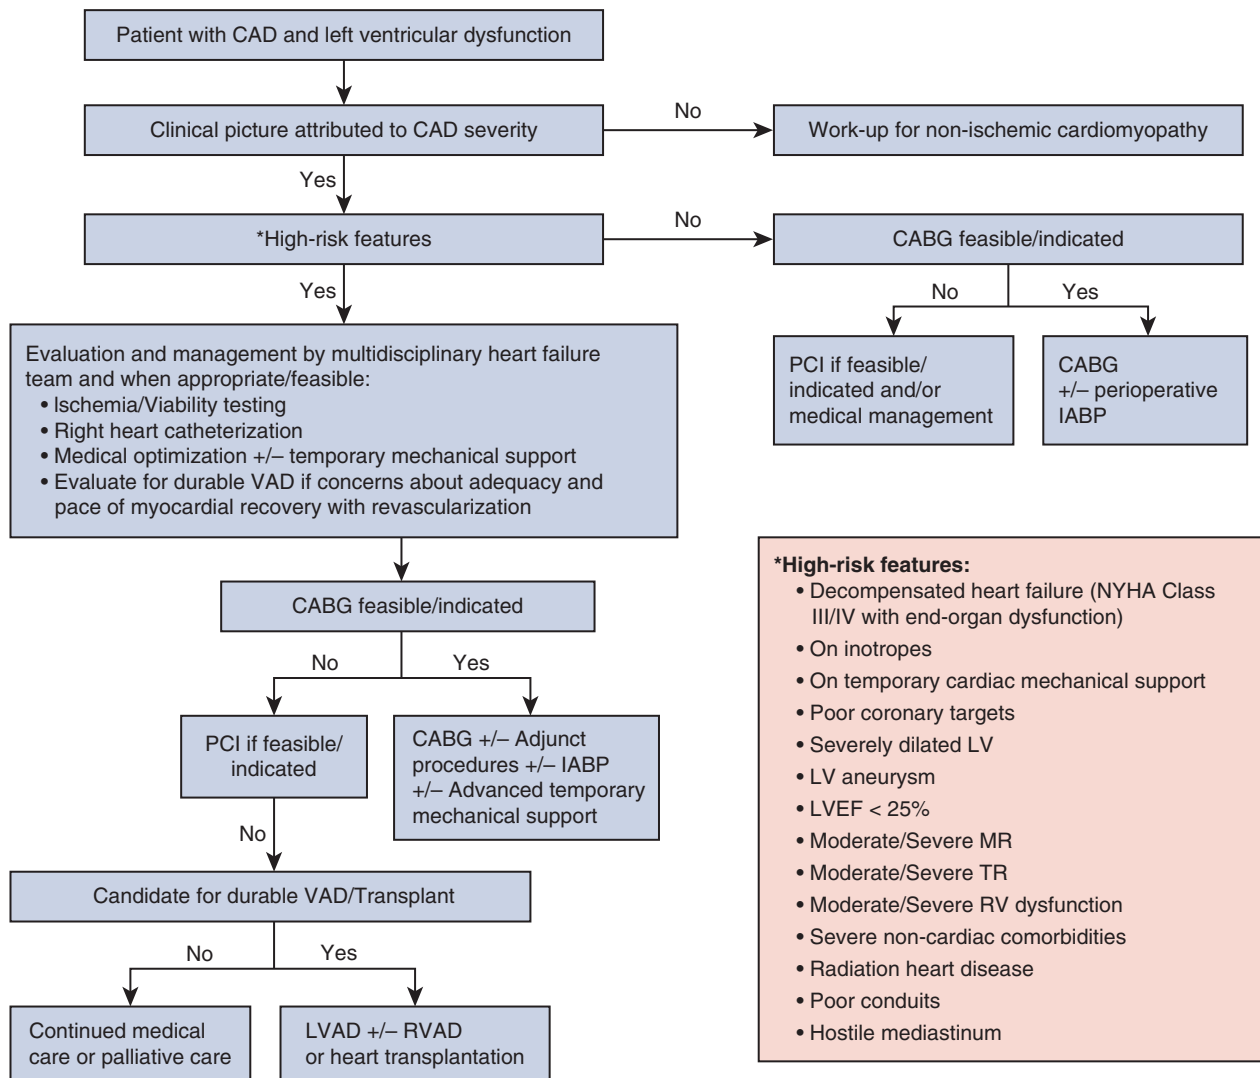 Patient with CAD and left ventricular dysfunction
Clinical picture attributed to CAD severity
No
Work-up for non-ischemic cardiomyopathy
Yes
*High-risk features
No
CABG feasible/indicated
Yes
No
Yes
Evaluation and management by multidisciplinary heart failure
team and when appropriate/feasible:
• Ischemia/Viability testing
• Right heart catheterization
• Medical optimization +/– temporary mechanical support
• Evaluate for durable VAD if concerns about adequacy and
pace of myocardial recovery with revascularization
PCI if feasible/
indicated and/or
medical management
CABG
+/– perioperative
IABP
CABG feasible/indicated
No
Yes
PCI if feasible/
indicated
CABG +/– Adjunct
procedures +/– IABP
+/– Advanced temporary
mechanical support
No
Candidate for durable VAD/Transplant
No
Yes
Continued medical
care or palliative care
LVAD +/– RVAD
or heart transplantation
*High-risk features:
• Decompensated heart failure (NYHA Class
III/IV with end-organ dysfunction)
• On inotropes
• On temporary cardiac mechanical support
• Poor coronary targets
• Severely dilated LV
• LV aneurysm
• LVEF < 25%
• Moderate/Severe MR
• Moderate/Severe TR
• Moderate/Severe RV dysfunction
• Severe non-cardiac comorbidities
• Radiation heart disease
• Poor conduits
• Hostile mediastinum